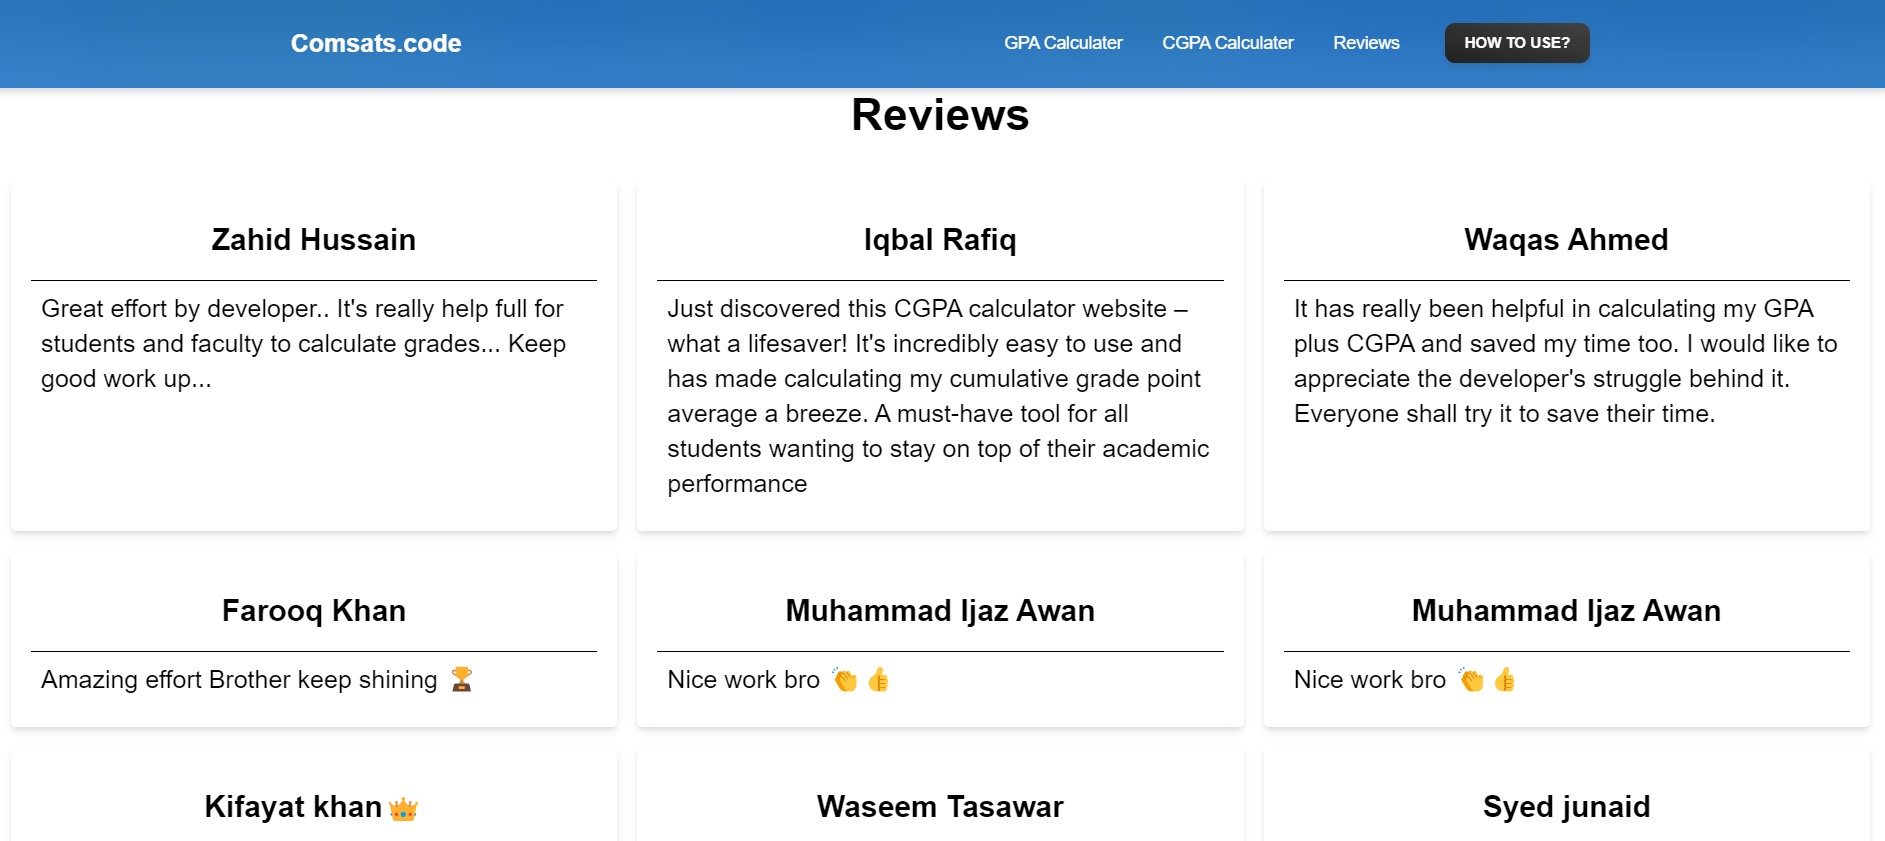 Comsats.code
GPA Calculater
CGPA Calculater
Reviews
HOW TO USE?
Reviews
Zahid Hussain
Great effort by developer.. It's really help full for
students and faculty to calculate grades... Keep
good work up...
Iqbal Rafiq
Just discovered this CGPA calculator website –
what a lifesaver! It's incredibly easy to use and
has made calculating my cumulative grade point
average a breeze. A must-have tool for all
students wanting to stay on top of their academic
performance
Waqas Ahmed
It has really been helpful in calculating my GPA
plus CGPA and saved my time too. I would like to
appreciate the developer's struggle behind it.
Everyone shall try it to save their time.
Farooq Khan
Amazing effort Brother keep shining 🏆
Muhammad Ijaz Awan
Nice work bro 👏👍
Muhammad Ijaz Awan
Nice work bro 👏👍
Kifayat khan 👑
Waseem Tasawar
Syed junaid